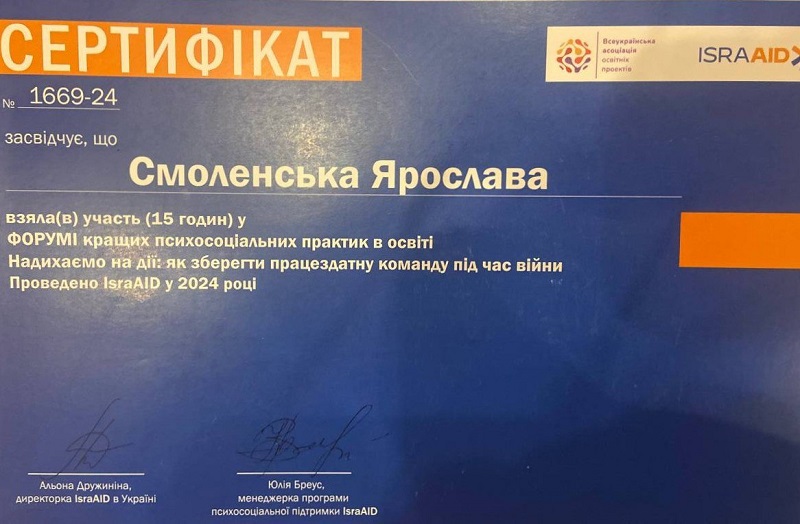 СЕРТИФІКАТ
Всеукраїнська
асоціація
освітніх
проектів
ISRAAID
№ 1669-24
засвідчує, що
Смоленська Ярослава
взяла(в) участь (15 годин) у
ФОРУМІ кращих психосоціальних практик в освіті
Надихаємо на дії: як зберегти працездатну команду під час війни
Проведено IsraAID у 2024 році
Альона Дружиніна,
директорка IsraAID в Україні
Юлія Бреус,
менеджерка програми
психосоціальної підтримки IsraAID